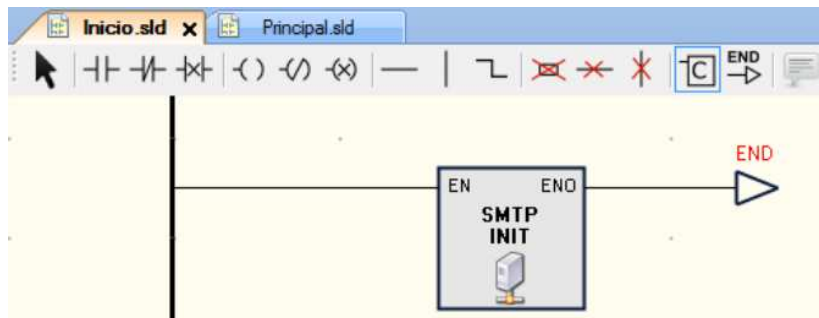 Inicio.sld x Principal.sld
C END
END
EN ENO
SMTP
INIT